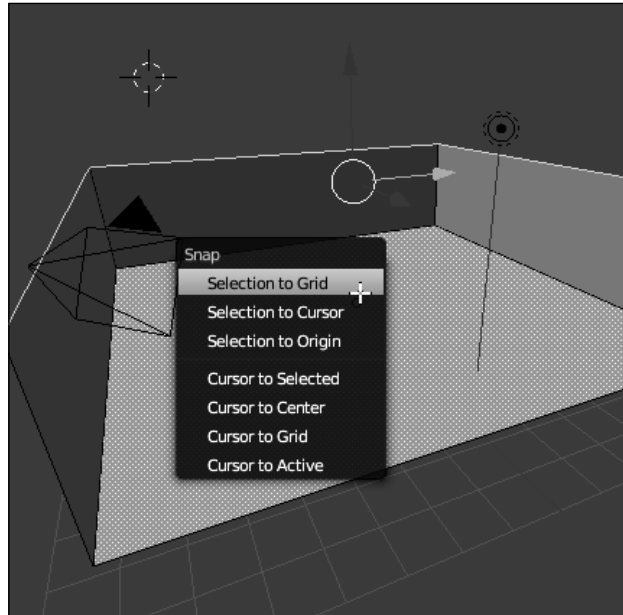 Snap
Selection to Grid
Selection to Cursor
Selection to Origin
Cursor to Selected
Cursor to Center
Cursor to Grid
Cursor to Active